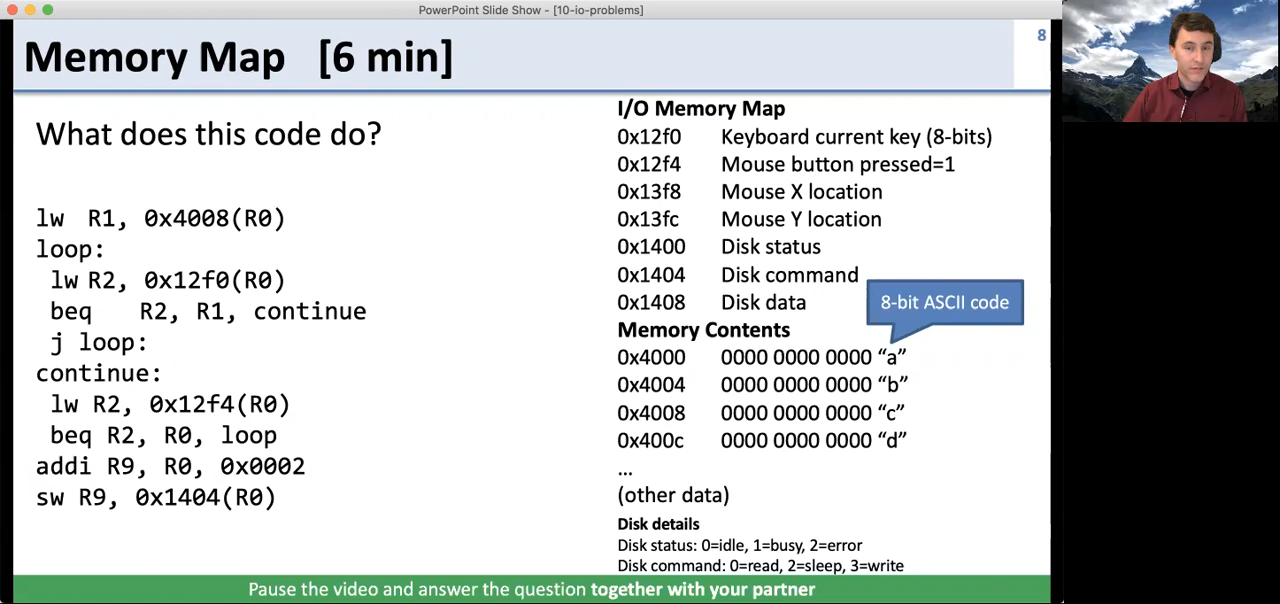 PowerPoint Slide Show - [10-io-problems]
Memory Map [6 min]
8
What does this code do?
lw R1, 0x4008(R0)
loop:
lw R2, 0x12f0(R0)
beq R2, R1, continue
j loop:
continue:
lw R2, 0x12f4(R0)
beq R2, R0, loop
addi R9, R0, 0x0002
sw R9, 0x1404(R0)
I/O Memory Map
0x12f0 Keyboard current key (8-bits)
0x12f4 Mouse button pressed=1
0x13f8 Mouse X location
0x13fc Mouse Y location
0x1400 Disk status
0x1404 Disk command
0x1408 Disk data
8-bit ASCII code
Memory Contents
0x4000 0000 0000 0000 “a”
0x4004 0000 0000 0000 “b”
0x4008 0000 0000 0000 “c”
0x400c 0000 0000 0000 “d”
...
(other data)
Disk details
Disk status: 0=idle, 1=busy, 2=error
Disk command: 0=read, 2=sleep, 3=write
Pause the video and answer the question together with your partner